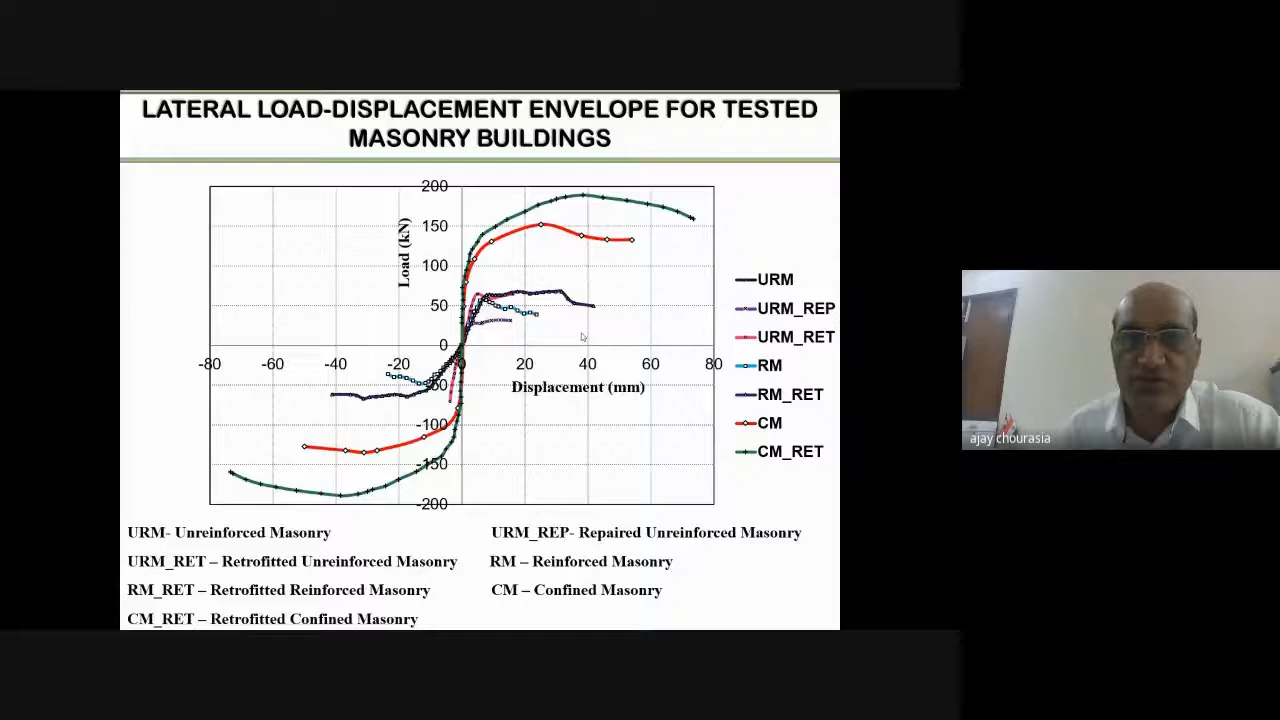 LATERAL LOAD-DISPLACEMENT ENVELOPE FOR TESTED
MASONRY BUILDINGS
200
150
100
50
0
-50
-100
-150
-200
Load (kN)
-80 -60 -40 -20 0 20 40 60 80
Displacement (mm)
URM
URM_REP
URM_RET
RM
RM_RET
CM
CM_RET
URM- Unreinforced Masonry URM_REP- Repaired Unreinforced Masonry
URM_RET – Retrofitted Unreinforced Masonry RM – Reinforced Masonry
RM_RET – Retrofitted Reinforced Masonry CM – Confined Masonry
CM_RET – Retrofitted Confined Masonry
ajay chourasia